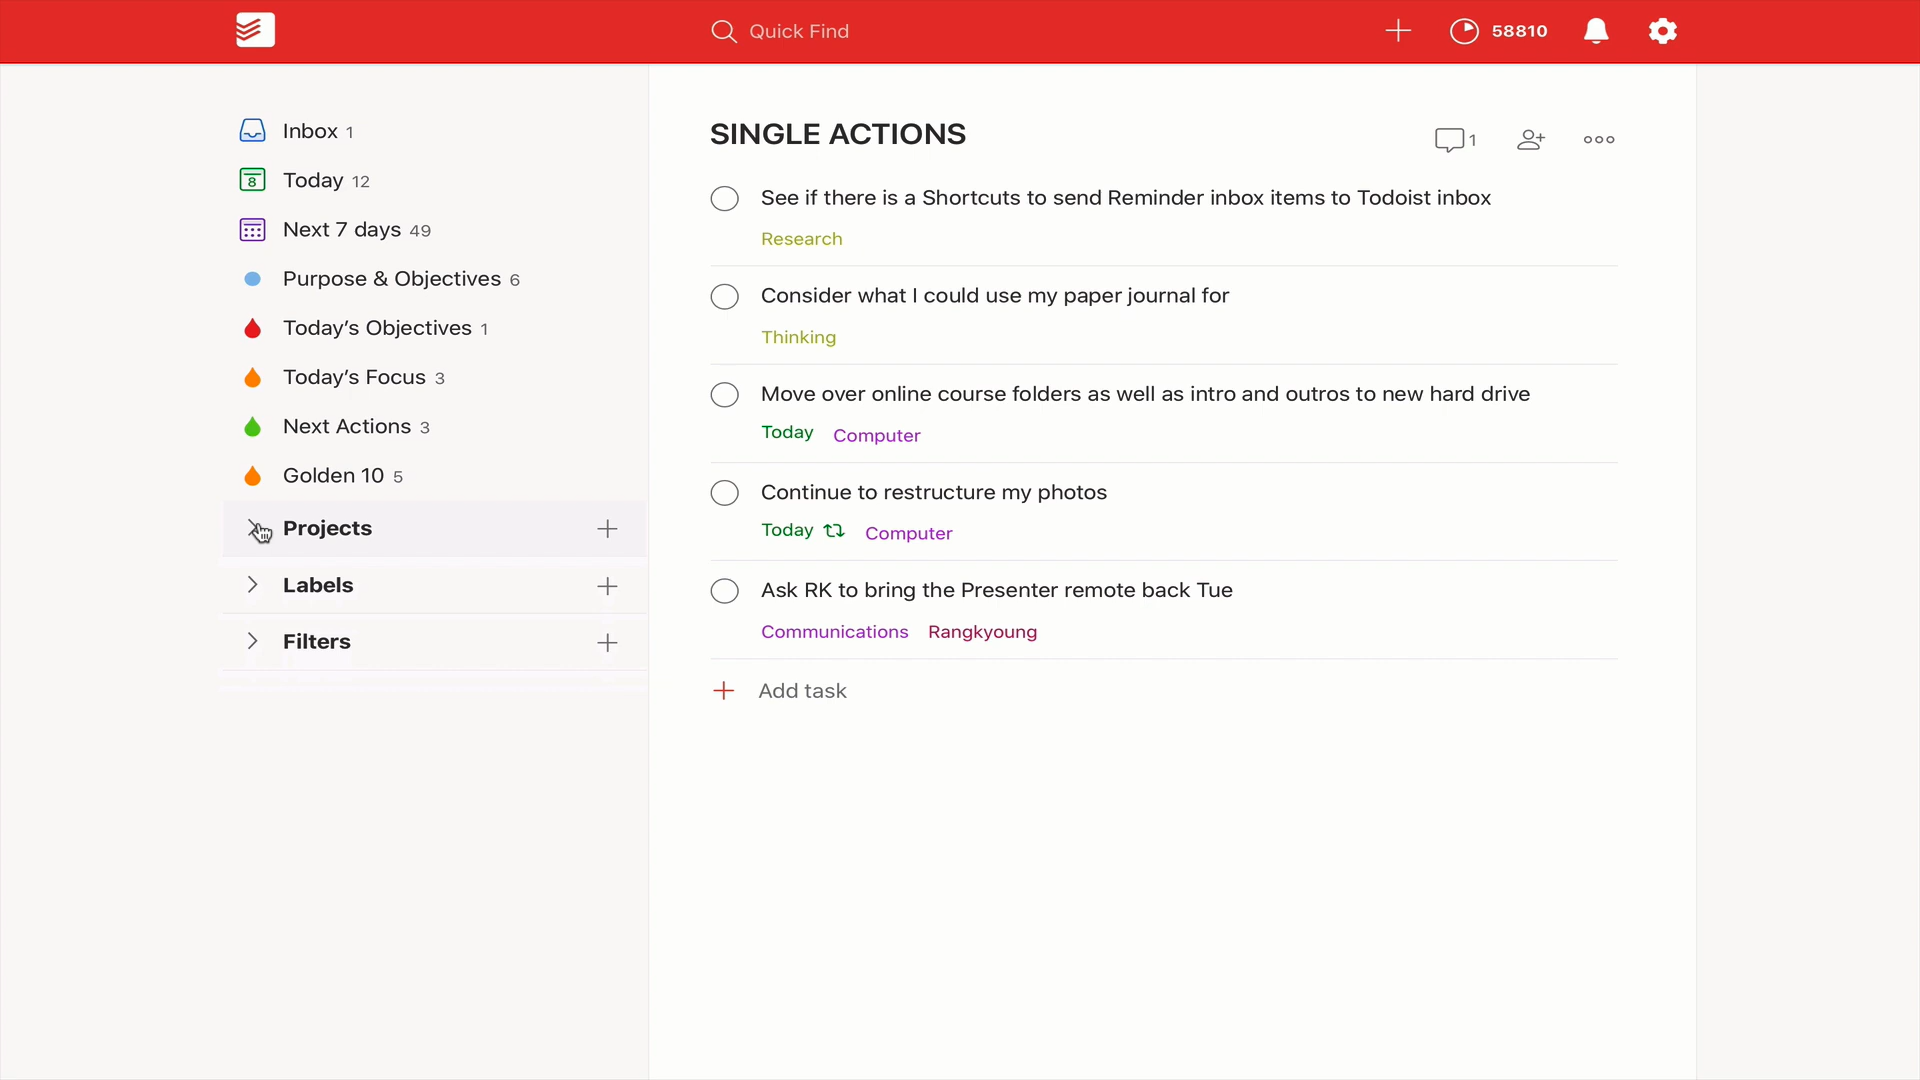 Quick Find
58810
Inbox 1
8 Today 12
Next 7 days 49
Purpose & Objectives 6
Today's Objectives 1
Today's Focus 3
Next Actions 3
Golden 10 5
Projects
Labels
Filters
SINGLE ACTIONS
1
See if there is a Shortcuts to send Reminder inbox items to Todoist inbox
Research
Consider what I could use my paper journal for
Thinking
Move over online course folders as well as intro and outros to new hard drive
Today Computer
Continue to restructure my photos
Today Computer
Ask RK to bring the Presenter remote back Tue
Communications Rangkyoung
Add task